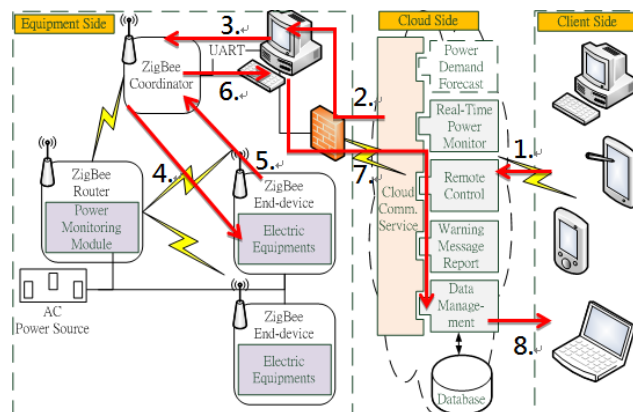 Equipment Side
3.
UART
ZigBee
Coordinator
6.
4.
5.
ZigBee
Router
Power
Monitoring
Module
ZigBee
End-device
Electric
Equipments
AC
Power Source
ZigBee
End-device
Electric
Equipments
Cloud Side
2.
7.
Cloud
Comm.
Service
Power
Demand
Forecast
Real-Time
Power
Monitor
Remote
Control
Warning
Message
Report
Data
Manage-
ment
Database
Client Side
1.
8.